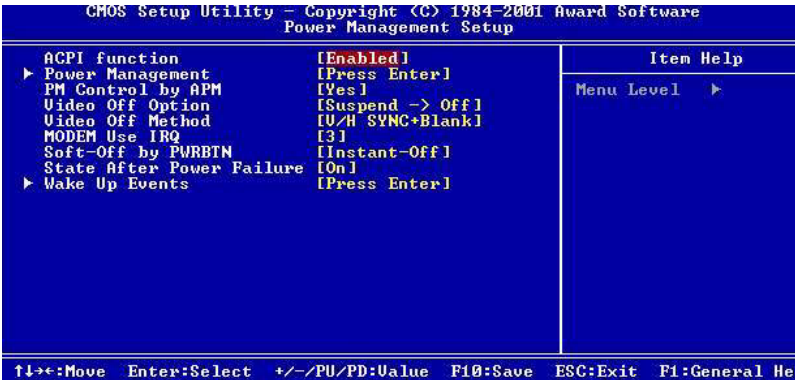 CMOS Setup Utility - Copyright (C) 1984-2001 Award Software
Power Management Setup
ACPI function [Enabled]
Power Management [Press Enter]
PM Control by APM [Yes]
Video Off Option [Suspend -> Off]
Video Off Method [V/H SYNC+Blank]
MODEM Use IRQ [3]
Soft-Off by PWRBTN [Instant-Off]
State After Power Failure [On]
Wake Up Events [Press Enter]
Item Help
Menu Level
↑↓→←:Move Enter:Select +/-/PU/PD:Value F10:Save ESC:Exit F1:General He